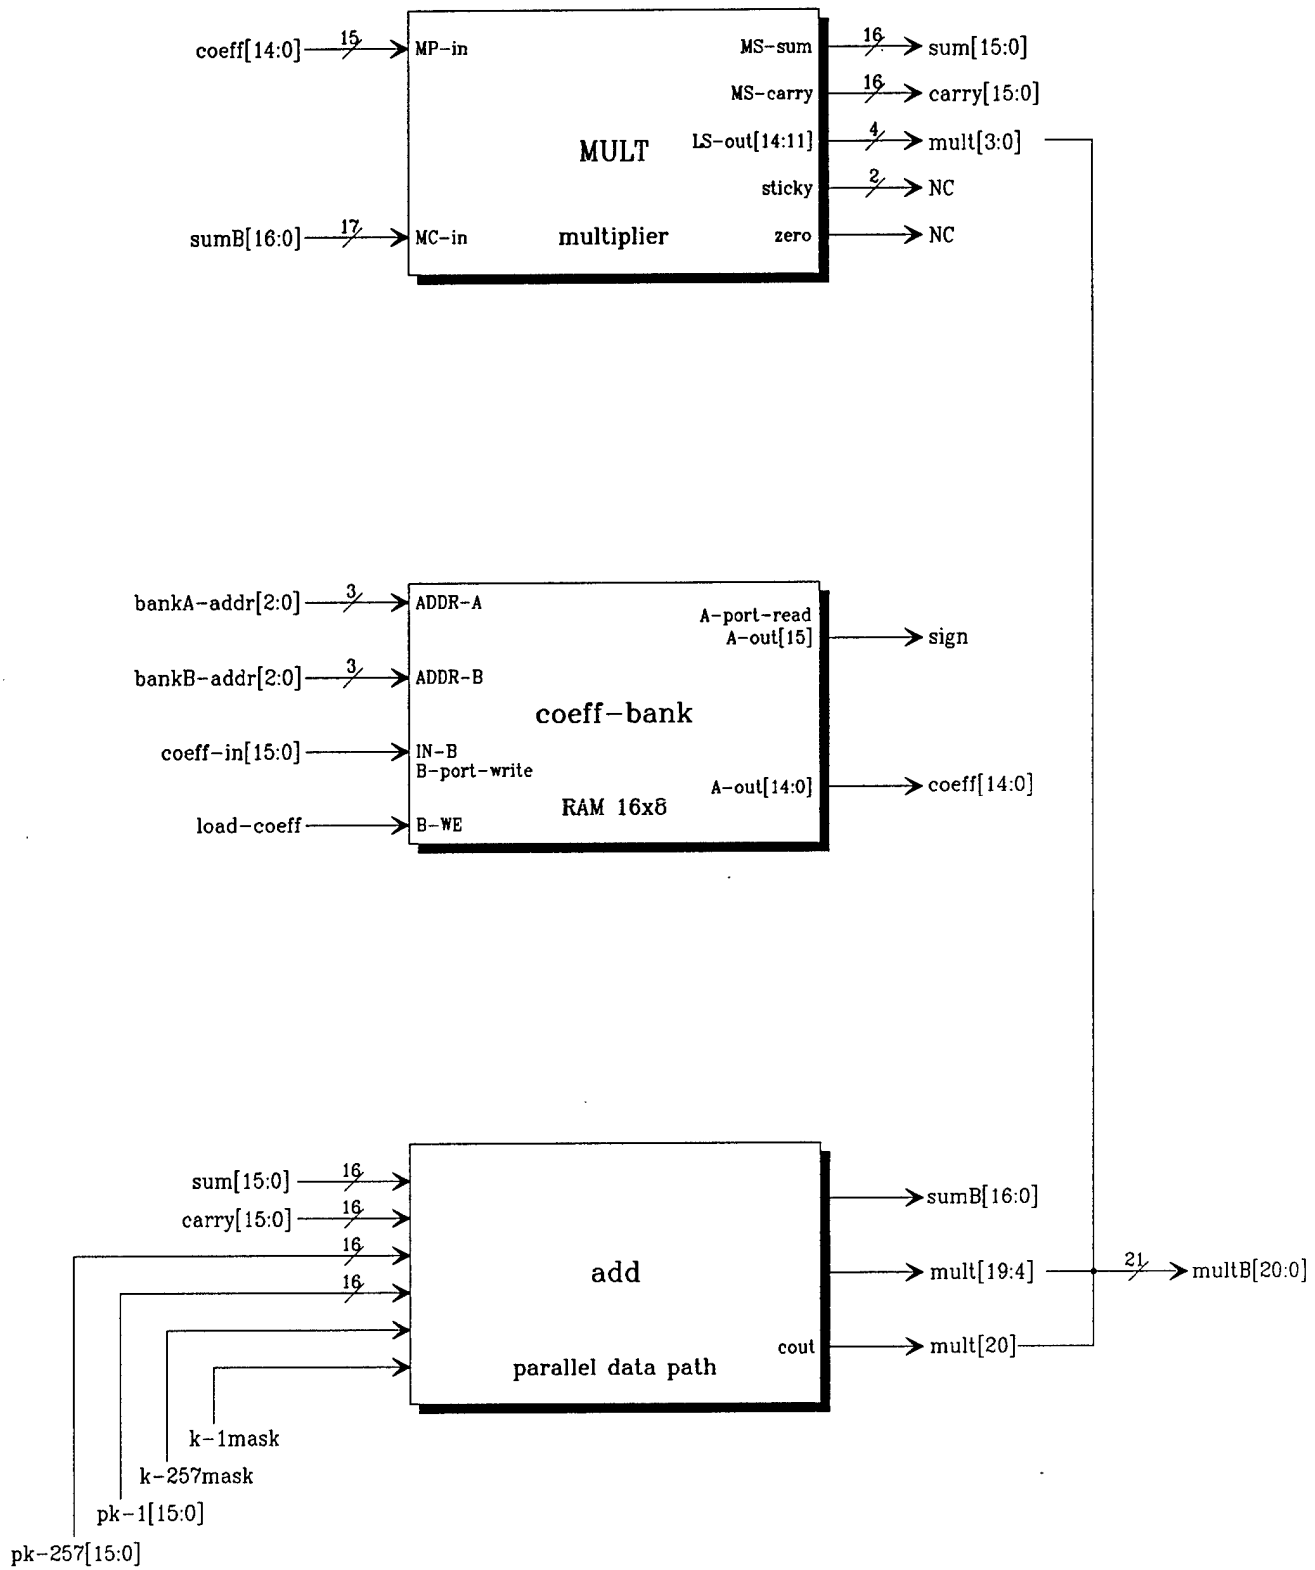 coeff[14:0]
15
MP-in
MS-sum
16
sum[15:0]
MS-carry
16
carry[15:0]
MULT
LS-out[14:11]
4
mult[3:0]
sticky
2
NC
sumB[16:0]
17
MC-in
multiplier
zero
NC
bankA-addr[2:0]
3
ADDR-A
A-port-read
A-out[15]
sign
bankB-addr[2:0]
3
ADDR-B
coeff-bank
coeff-in[15:0]
IN-B
B-port-write
A-out[14:0]
coeff[14:0]
RAM 16x8
load-coeff
B-WE
sum[15:0]
16
sumB[16:0]
carry[15:0]
16
16
add
mult[19:4]
21
multB[20:0]
16
cout
mult[20]
parallel data path
k-1mask
k-257mask
pk-1[15:0]
pk-257[15:0]